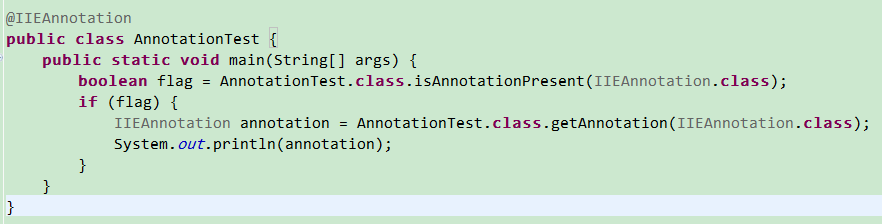 @IIEAnnotation
public class AnnotationTest {
    public static void main(String[] args) {
        boolean flag = AnnotationTest.class.isAnnotationPresent(IIEAnnotation.class);
        if (flag) {
            IIEAnnotation annotation = AnnotationTest.class.getAnnotation(IIEAnnotation.class);
            System.out.println(annotation);
        }
    }
}